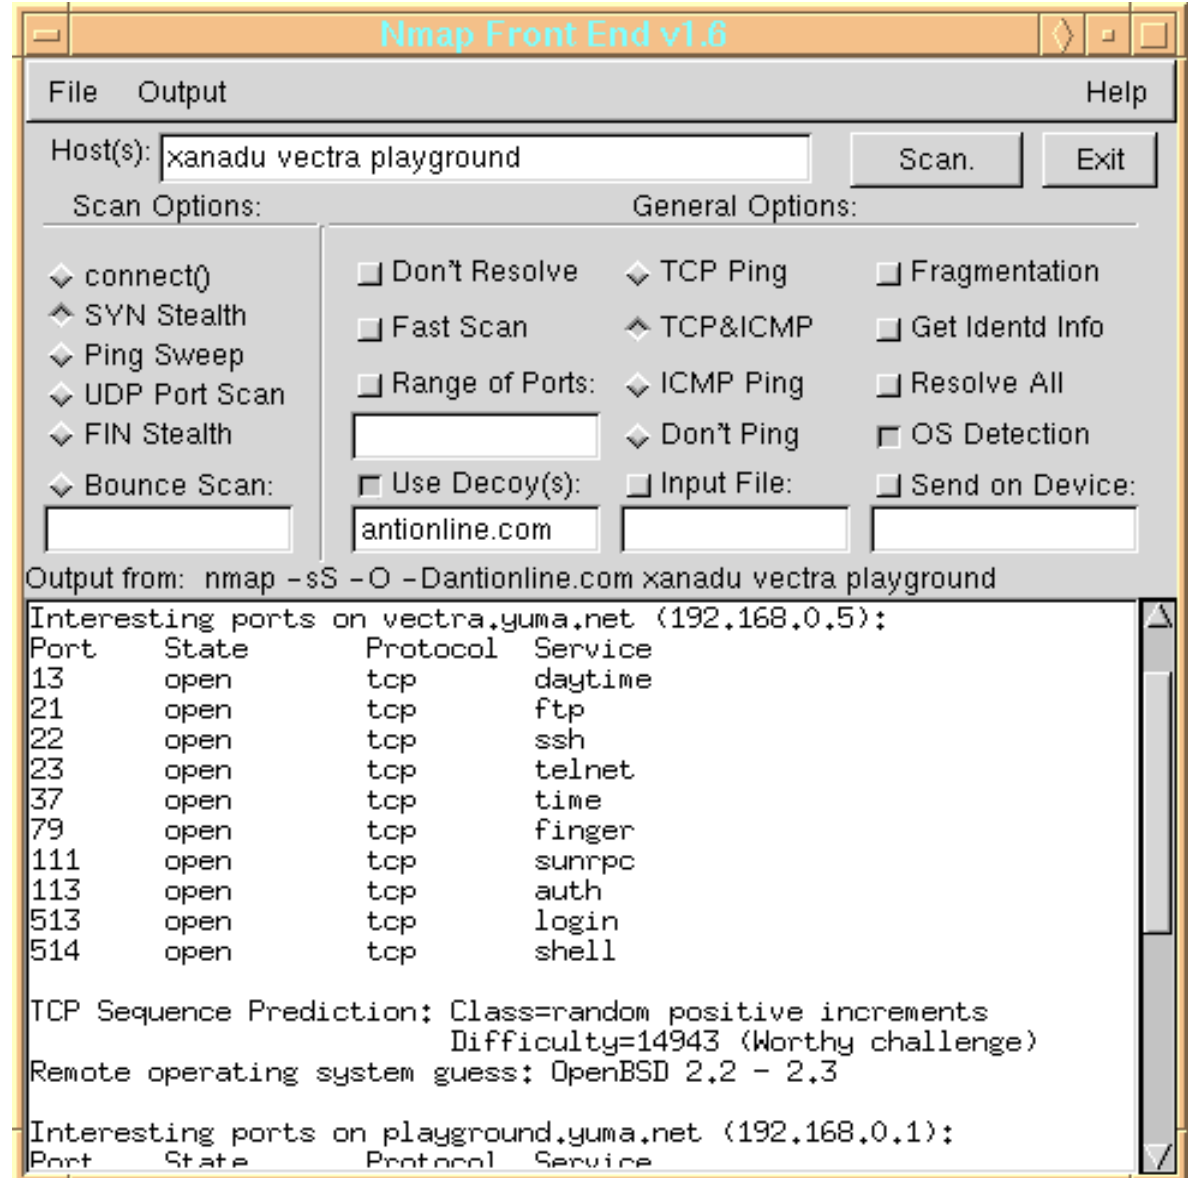 Nmap Front End v1.6
File Output Help
Host(s): xanadu vectra playground Scan. Exit
Scan Options: General Options:
connect() Don't Resolve TCP Ping Fragmentation
SYN Stealth Fast Scan TCP&ICMP Get Identd Info
Ping Sweep Range of Ports: ICMP Ping Resolve All
UDP Port Scan
FIN Stealth Don't Ping OS Detection
Bounce Scan: Use Decoy(s): Input File: Send on Device:
antionline.com
Output from: nmap -sS -O -Dantionline.com xanadu vectra playground
Interesting ports on vectra.yuma.net (192.168.0.5):
Port State Protocol Service
13 open tcp daytime
21 open tcp ftp
22 open tcp ssh
23 open tcp telnet
37 open tcp time
79 open tcp finger
111 open tcp sunrpc
113 open tcp auth
513 open tcp login
514 open tcp shell
TCP Sequence Prediction: Class=random positive increments
Difficulty=14943 (Worthy challenge)
Remote operating system guess: OpenBSD 2.2 - 2.3
Interesting ports on playground.yuma.net (192.168.0.1):
Port State Protocol Service